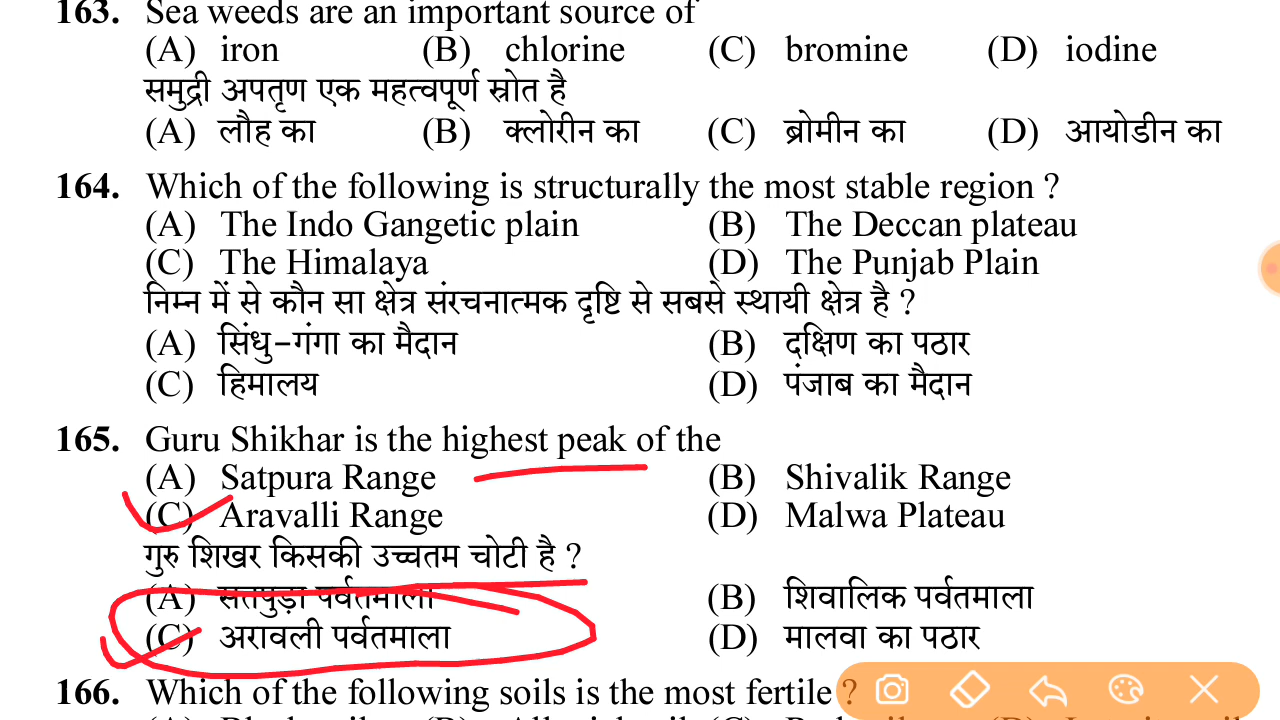 163. Sea weeds are an important source of
(A) iron (B) chlorine (C) bromine (D) iodine
समुद्री अपतृण एक महत्वपूर्ण स्रोत है
(A) लौह का (B) क्लोरीन का (C) ब्रोमीन का (D) आयोडीन का
164. Which of the following is structurally the most stable region ?
(A) The Indo Gangetic plain (B) The Deccan plateau
(C) The Himalaya (D) The Punjab Plain
निम्न में से कौन सा क्षेत्र संरचनात्मक दृष्टि से सबसे स्थायी क्षेत्र है ?
(A) सिंधु-गंगा का मैदान (B) दक्षिण का पठार
(C) हिमालय (D) पंजाब का मैदान
165. Guru Shikhar is the highest peak of the
(A) Satpura Range (B) Shivalik Range
(C) Aravalli Range (D) Malwa Plateau
गुरु शिखर किसकी उच्चतम चोटी है ?
(A) सतपुड़ा पर्वतमाला (B) शिवालिक पर्वतमाला
(C) अरावली पर्वतमाला (D) मालवा का पठार
166. Which of the following soils is the most fertile ?